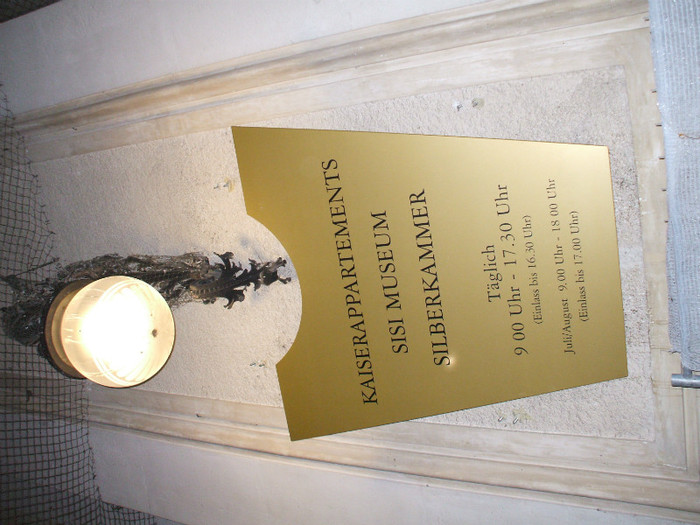 KAISERAPPARTEMENTS
SISI MUSEUM
SILBERKAMMER
Täglich
9 00 Uhr - 17.30 Uhr
(Einlass bis 16.30 Uhr)
Juli/August 9.00 Uhr - 18 00 Uhr
(Einlass bis 17.00 Uhr)